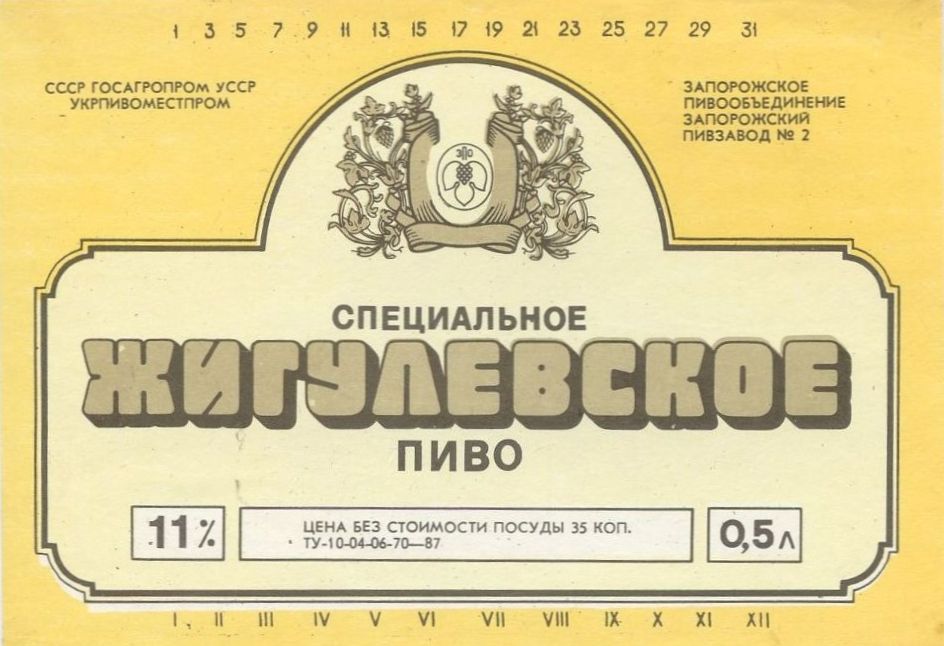 1 3 5 7 9 11 13 15 17 19 21 23 25 27 29 31
СССР ГОСАГРОПРОМ УССР
УКРПИВОМЕСТПРОМ
ЗАПОРОЖСКОЕ
ПИВООБЪЕДИНЕНИЕ
ЗАПОРОЖСКИЙ
ПИВЗАВОД № 2
СПЕЦИАЛЬНОЕ
ЖИГУЛЕВСКОЕ
ПИВО
11%
ЦЕНА БЕЗ СТОИМОСТИ ПОСУДЫ 35 КОП.
ТУ-10-04-06-70—87
0,5 л
I II III IV V VI VII VIII IX X XI XII